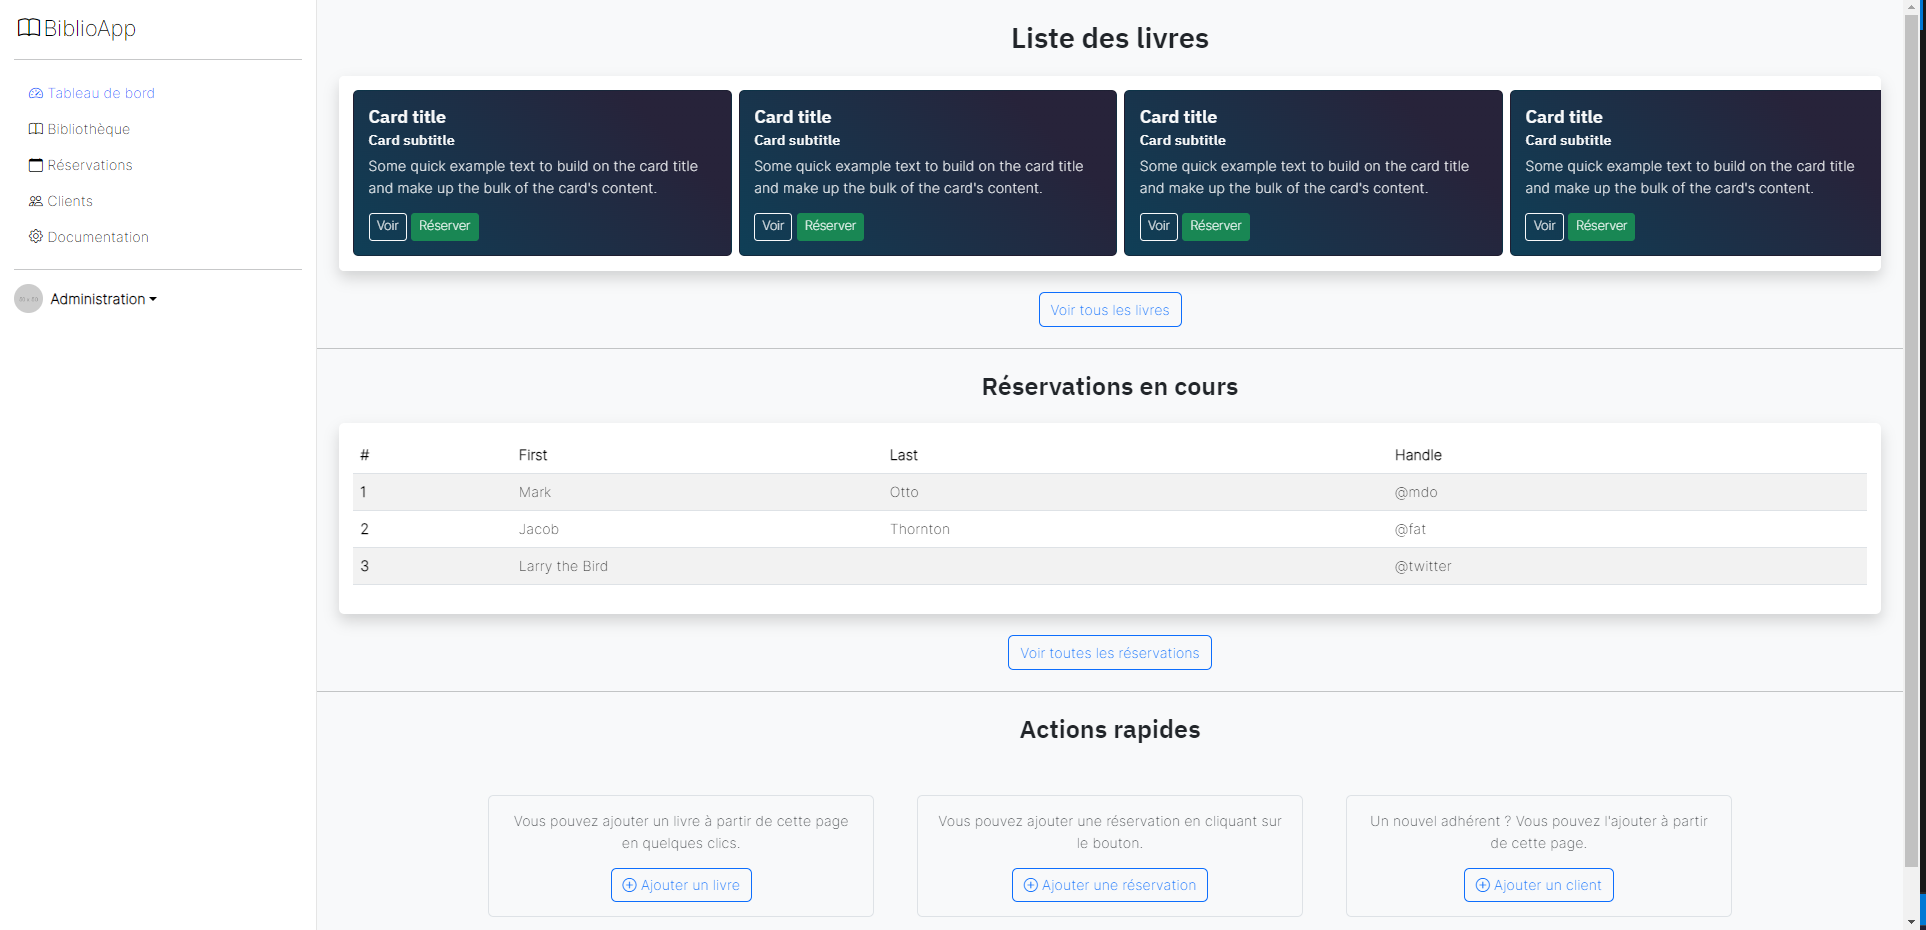 BiblioApp
Tableau de bord
Bibliothèque
Réservations
Clients
Documentation
Administration
Liste des livres
Card title
Card subtitle
Some quick example text to build on the card title
and make up the bulk of the card's content.
Voir Réserver
Card title
Card subtitle
Some quick example text to build on the card title
and make up the bulk of the card's content.
Voir Réserver
Card title
Card subtitle
Some quick example text to build on the card title
and make up the bulk of the card's content.
Voir Réserver
Card title
Card subtitle
Some quick example text to build on the card title
and make up the bulk of the card's content.
Voir Réserver
Voir tous les livres
Réservations en cours
# First Last Handle
1 Mark Otto @mdo
2 Jacob Thornton @fat
3 Larry the Bird @twitter
Voir toutes les réservations
Actions rapides
Vous pouvez ajouter un livre à partir de cette page
en quelques clics.
Ajouter un livre
Vous pouvez ajouter une réservation en cliquant sur
le bouton.
Ajouter une réservation
Un nouvel adhérent ? Vous pouvez l'ajouter à partir
de cette page.
Ajouter un client